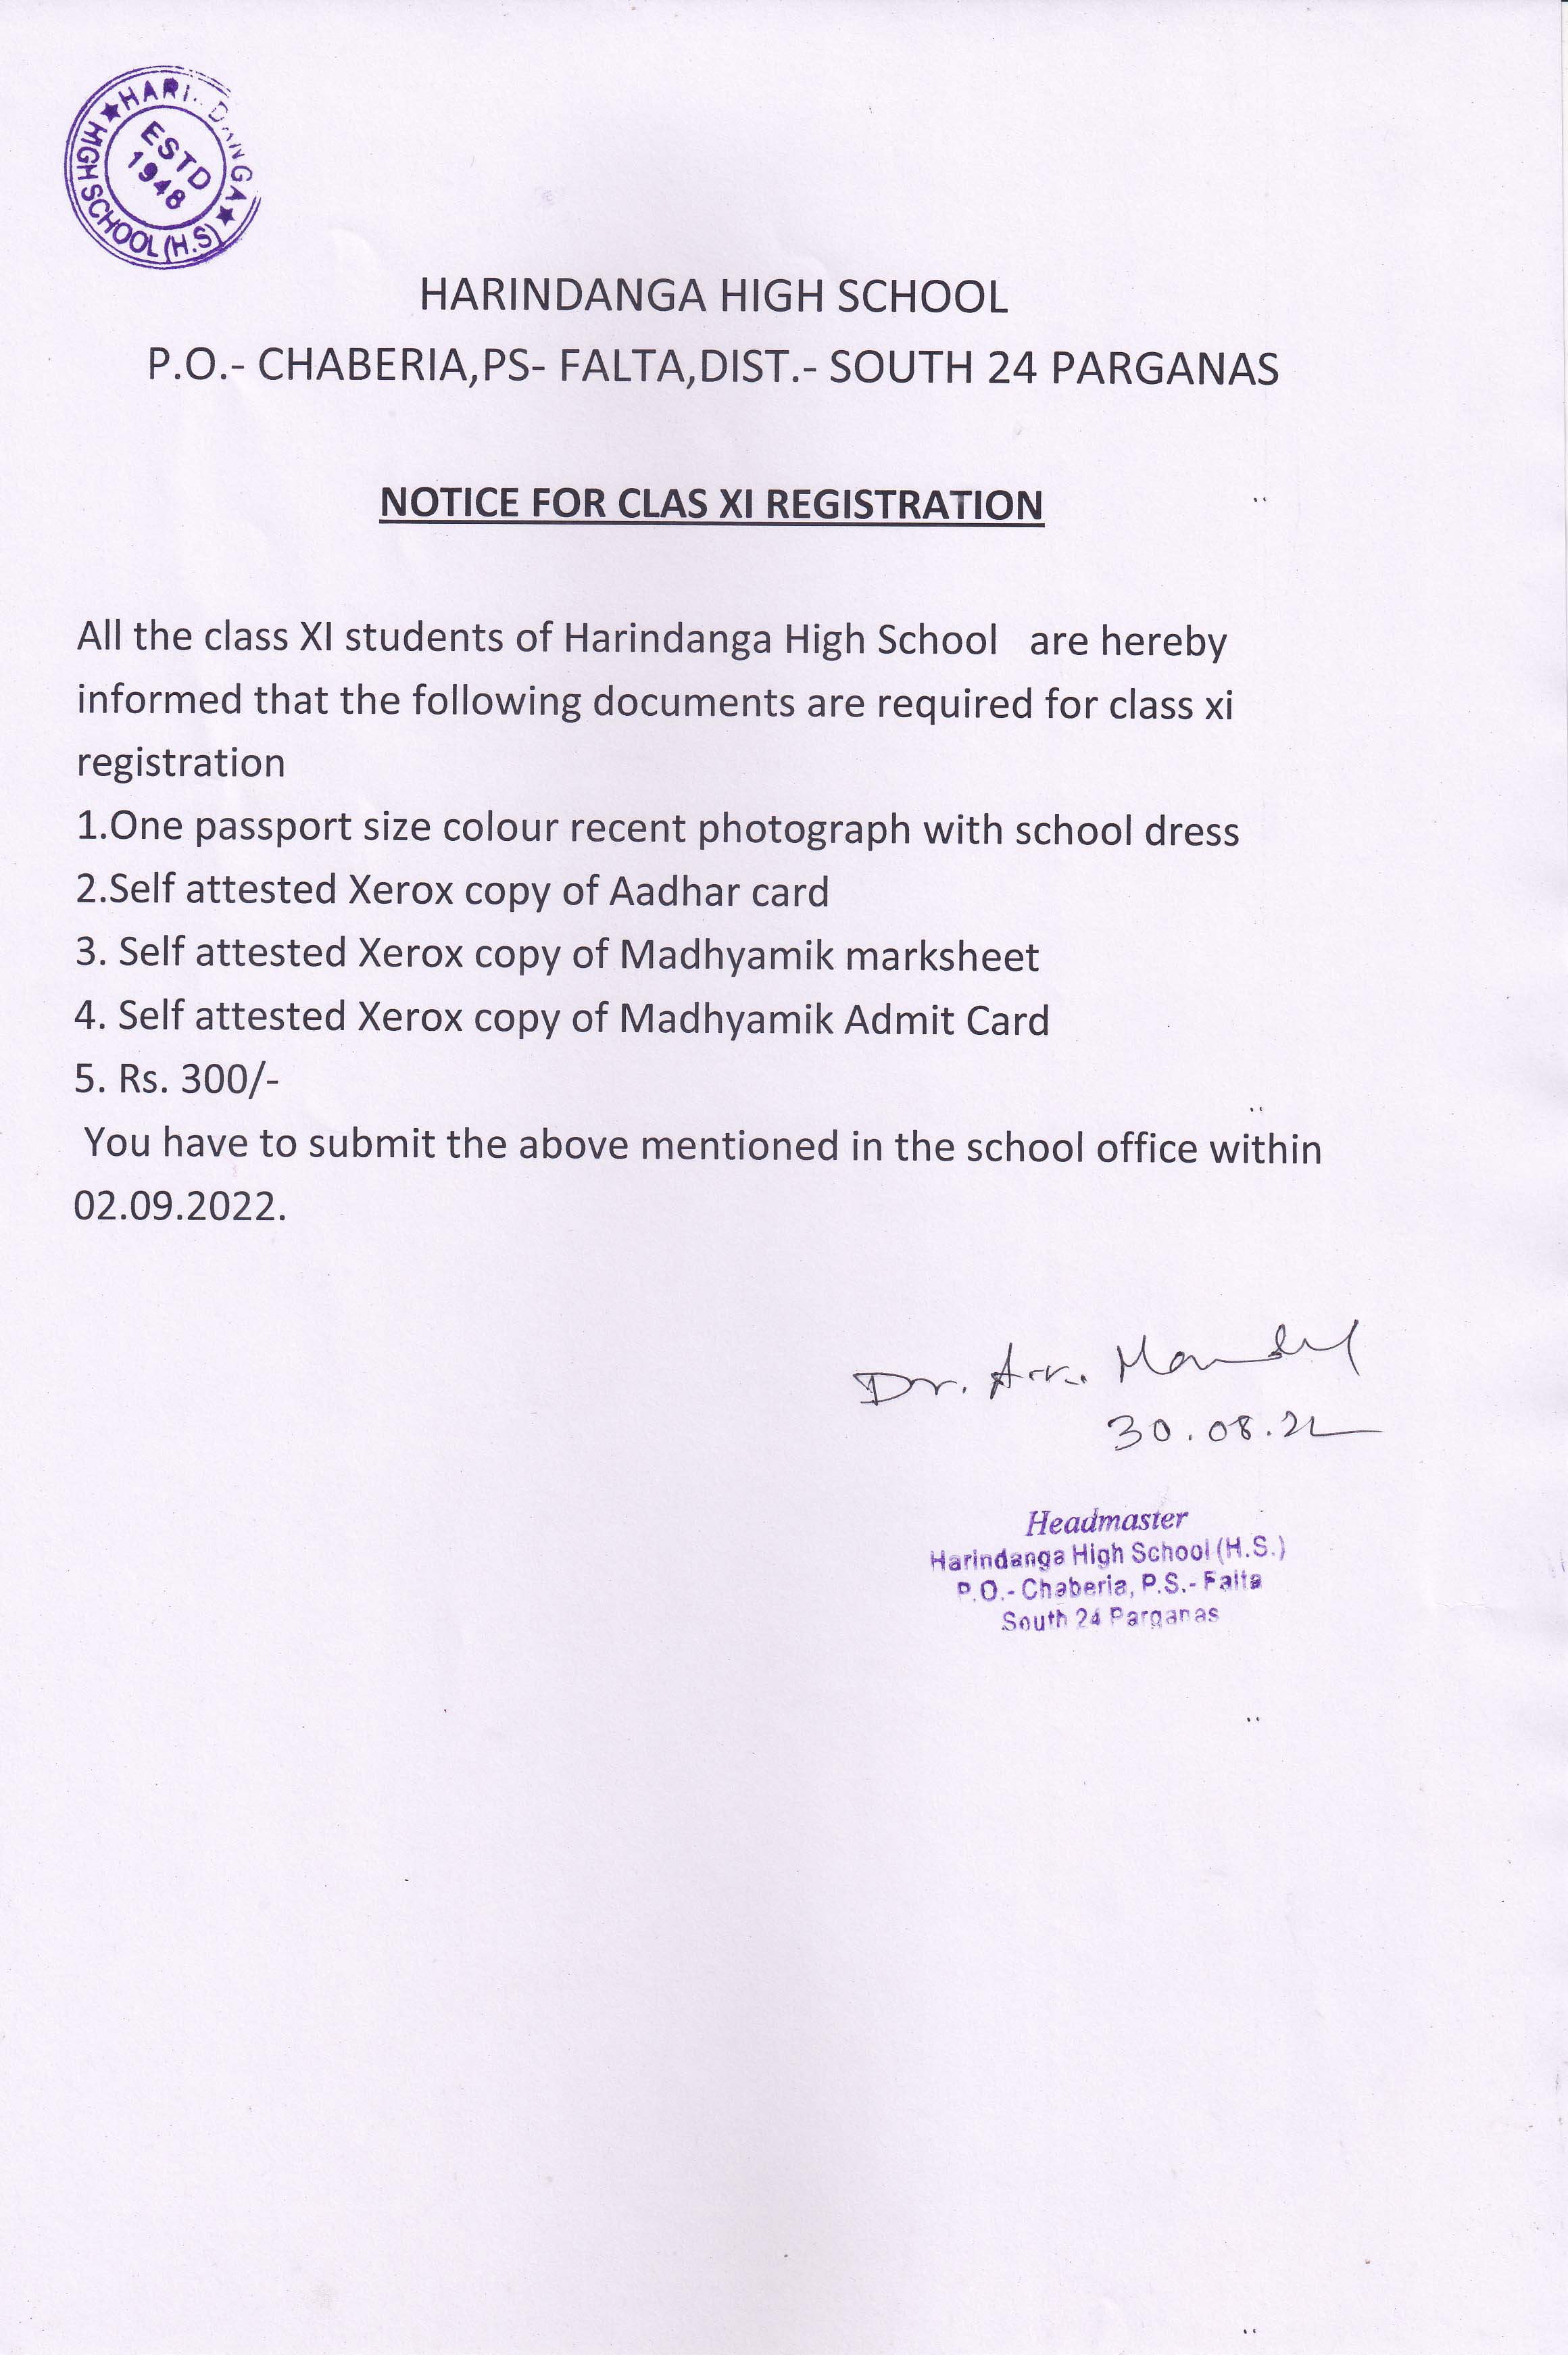 HARINDANGA
ESTD
1948
HIGH SCHOOL (H.S)
HARINDANGA HIGH SCHOOL
P.O.- CHABERIA,PS- FALTA,DIST.- SOUTH 24 PARGANAS
NOTICE FOR CLAS XI REGISTRATION
All the class XI students of Harindanga High School are hereby
informed that the following documents are required for class xi
registration
1.One passport size colour recent photograph with school dress
2.Self attested Xerox copy of Aadhar card
3. Self attested Xerox copy of Madhyamik marksheet
4. Self attested Xerox copy of Madhyamik Admit Card
5. Rs. 300/-
You have to submit the above mentioned in the school office within
02.09.2022.
Dr. Mandal
30.08.22
Headmaster
Harindanga High School (H.S.)
P.O.- Chaberia, P.S.- Falta
South 24 Parganas